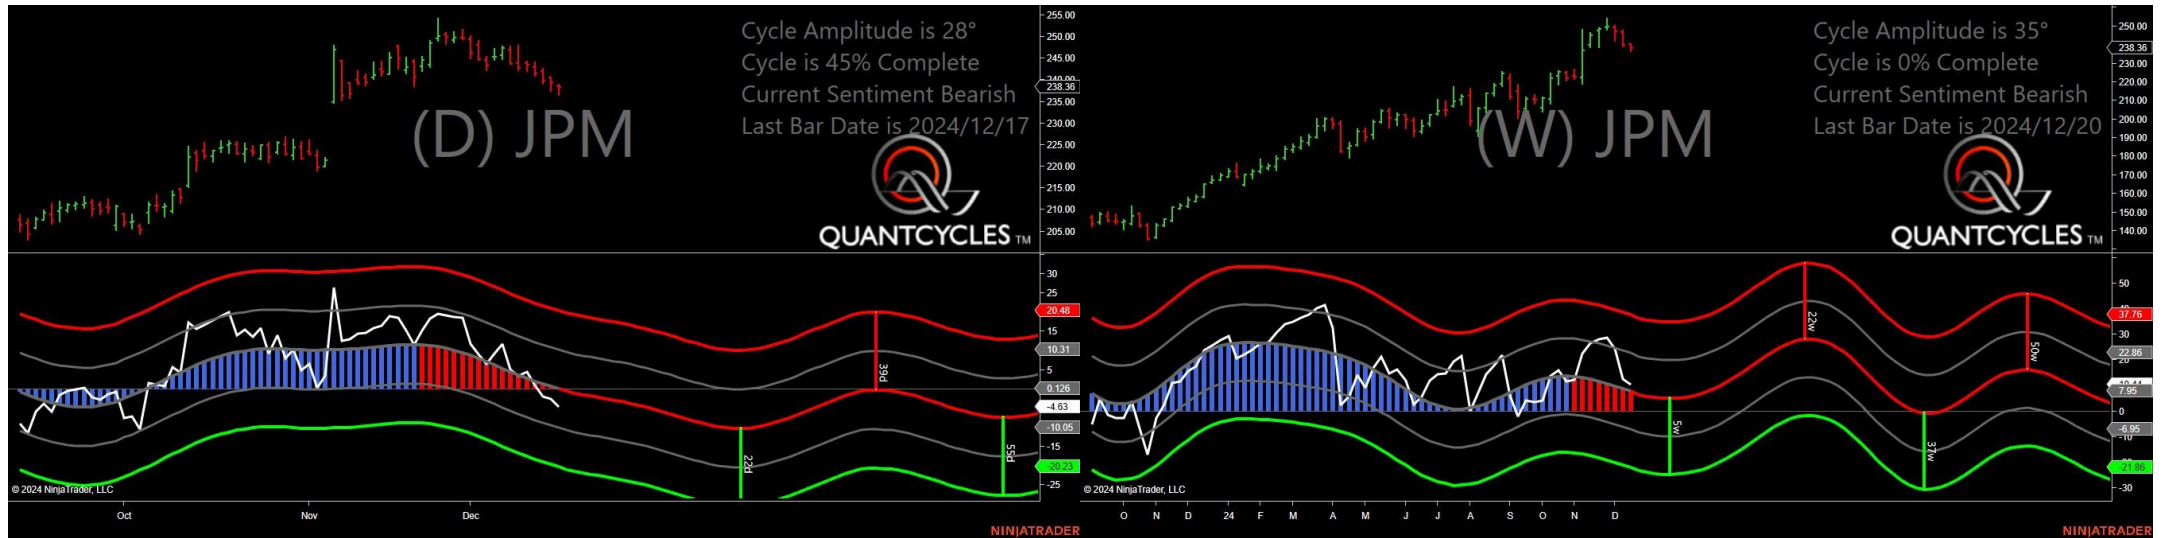 Cycle Amplitude is 28°
Cycle is 45% Complete
Current Sentiment Bearish
Last Bar Date is 2024/12/17
(D) JPM
QUANTCYCLES TM
255.00
250.00
245.00
240.00
238.36
235.00
230.00
225.00
220.00
215.00
210.00
205.00
30
25
20.48
15
10.31
5
0.126
-4.63
-10.05
-15
-20.23
-25
39d
22d
55d
© 2024 NinjaTrader, LLC
Oct Nov Dec
NINJATRADER
Cycle Amplitude is 35°
Cycle is 0% Complete
Current Sentiment Bearish
Last Bar Date is 2024/12/20
(W) JPM
QUANTCYCLES TM
250.00
238.36
230.00
220.00
210.00
200.00
190.00
180.00
170.00
160.00
150.00
140.00
50
37.76
30
22.86
20
7.95
0
-6.95
-10
-21.86
-30
22w
50w
5w
37w
© 2024 NinjaTrader, LLC
O N D 24 F M A M J J A S O N D
NINJATRADER